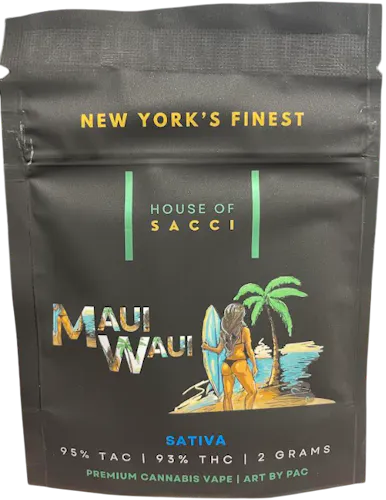 NEW YORK'S FINEST
HOUSE OF
SACCI
MAUI
WAUI
SATIVA
95% TAC | 93% THC | 2 GRAMS
PREMIUM CANNABIS VAPE | ART BY PAC